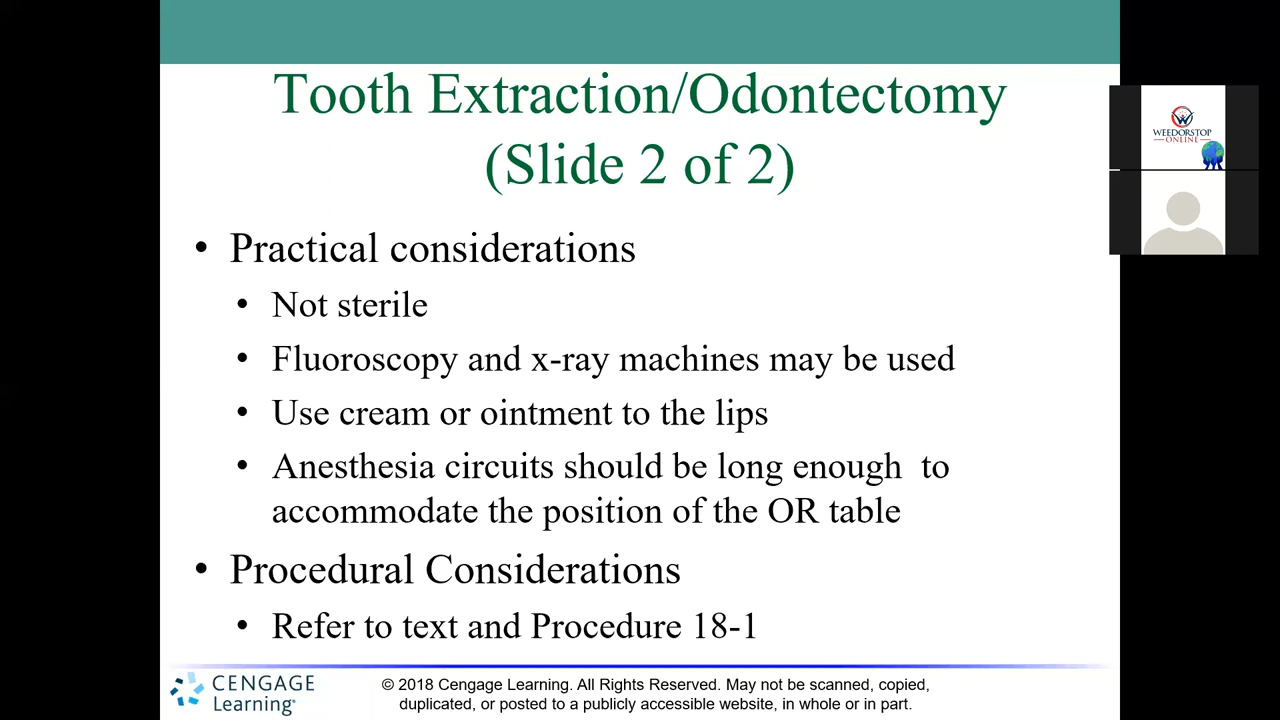 Tooth Extraction/Odontectomy
(Slide 2 of 2)
• Practical considerations
• Not sterile
• Fluoroscopy and x-ray machines may be used
• Use cream or ointment to the lips
• Anesthesia circuits should be long enough to
accommodate the position of the OR table
• Procedural Considerations
• Refer to text and Procedure 18-1
CENGAGE
Learning®
© 2018 Cengage Learning. All Rights Reserved. May not be scanned, copied,
duplicated, or posted to a publicly accessible website, in whole or in part.
WEEDORSTOP
ONLINE